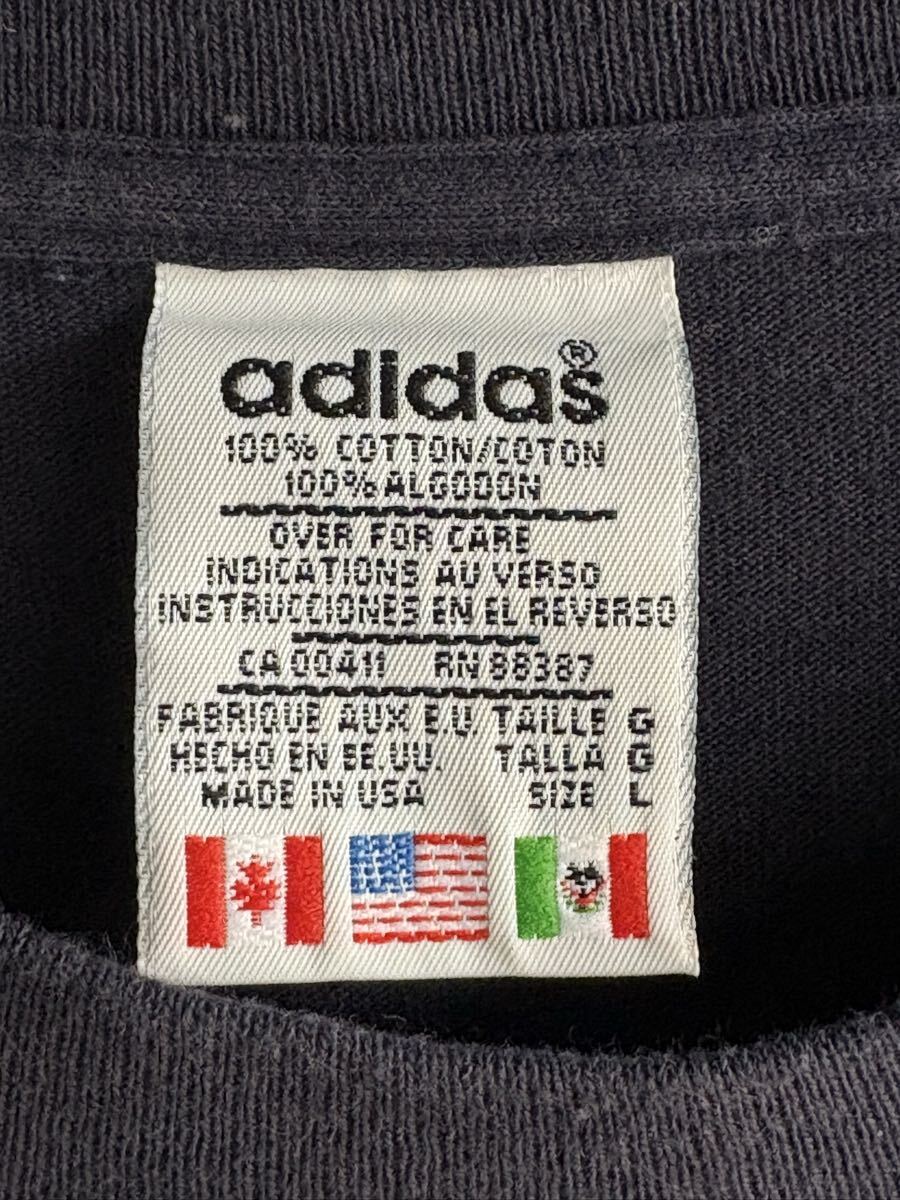 adidas®
100% COTTON/COTON
100% ALGODON
OVER FOR CARE
INDICATIONS AU VERSO
INSTRUCCIONES EN EL REVERSO
CA 00411 RN 88387
FABRIQUE AUX E.U. TAILLE G
HECHO EN EE.UU. TALLA G
MADE IN USA SIZE L